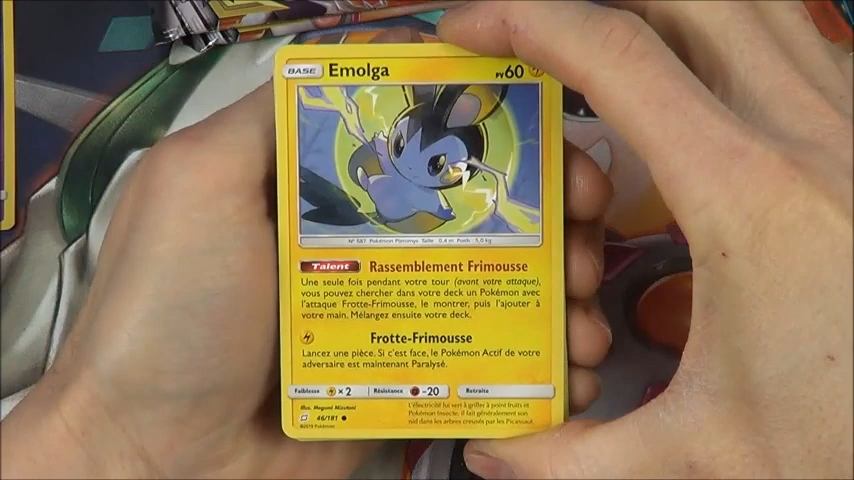 BASE Emolga PV60
N° 587 Pokémon Pteromys Taille : 0,4 m Poids : 5,0 kg
Talent Rassemblement Frimousse
Une seule fois pendant votre tour (avant votre attaque),
vous pouvez chercher dans votre deck un Pokémon avec
l'attaque Frotte-Frimousse, le montrer, puis l'ajouter à
votre main. Mélangez ensuite votre deck.
Frotte-Frimousse
Lancez une pièce. Si c'est face, le Pokémon Actif de votre
adversaire est maintenant Paralysé.
Faiblesse ×2 Résistance -20 Retraite
Illus. Megumi Mizutani
46/181
©2019 Pokémon
L'électricité lui sert à griller à point fruits et
Pokémon Insecte. Il fait généralement son
nid dans les arbres creusés par les Picassaut.